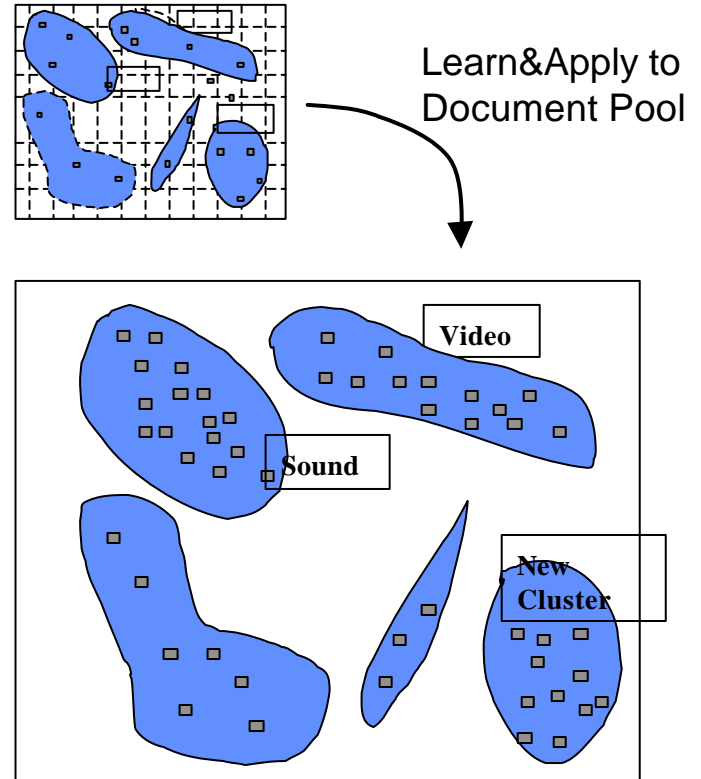 Learn&Apply to
Document Pool
Video
Sound
New
Cluster